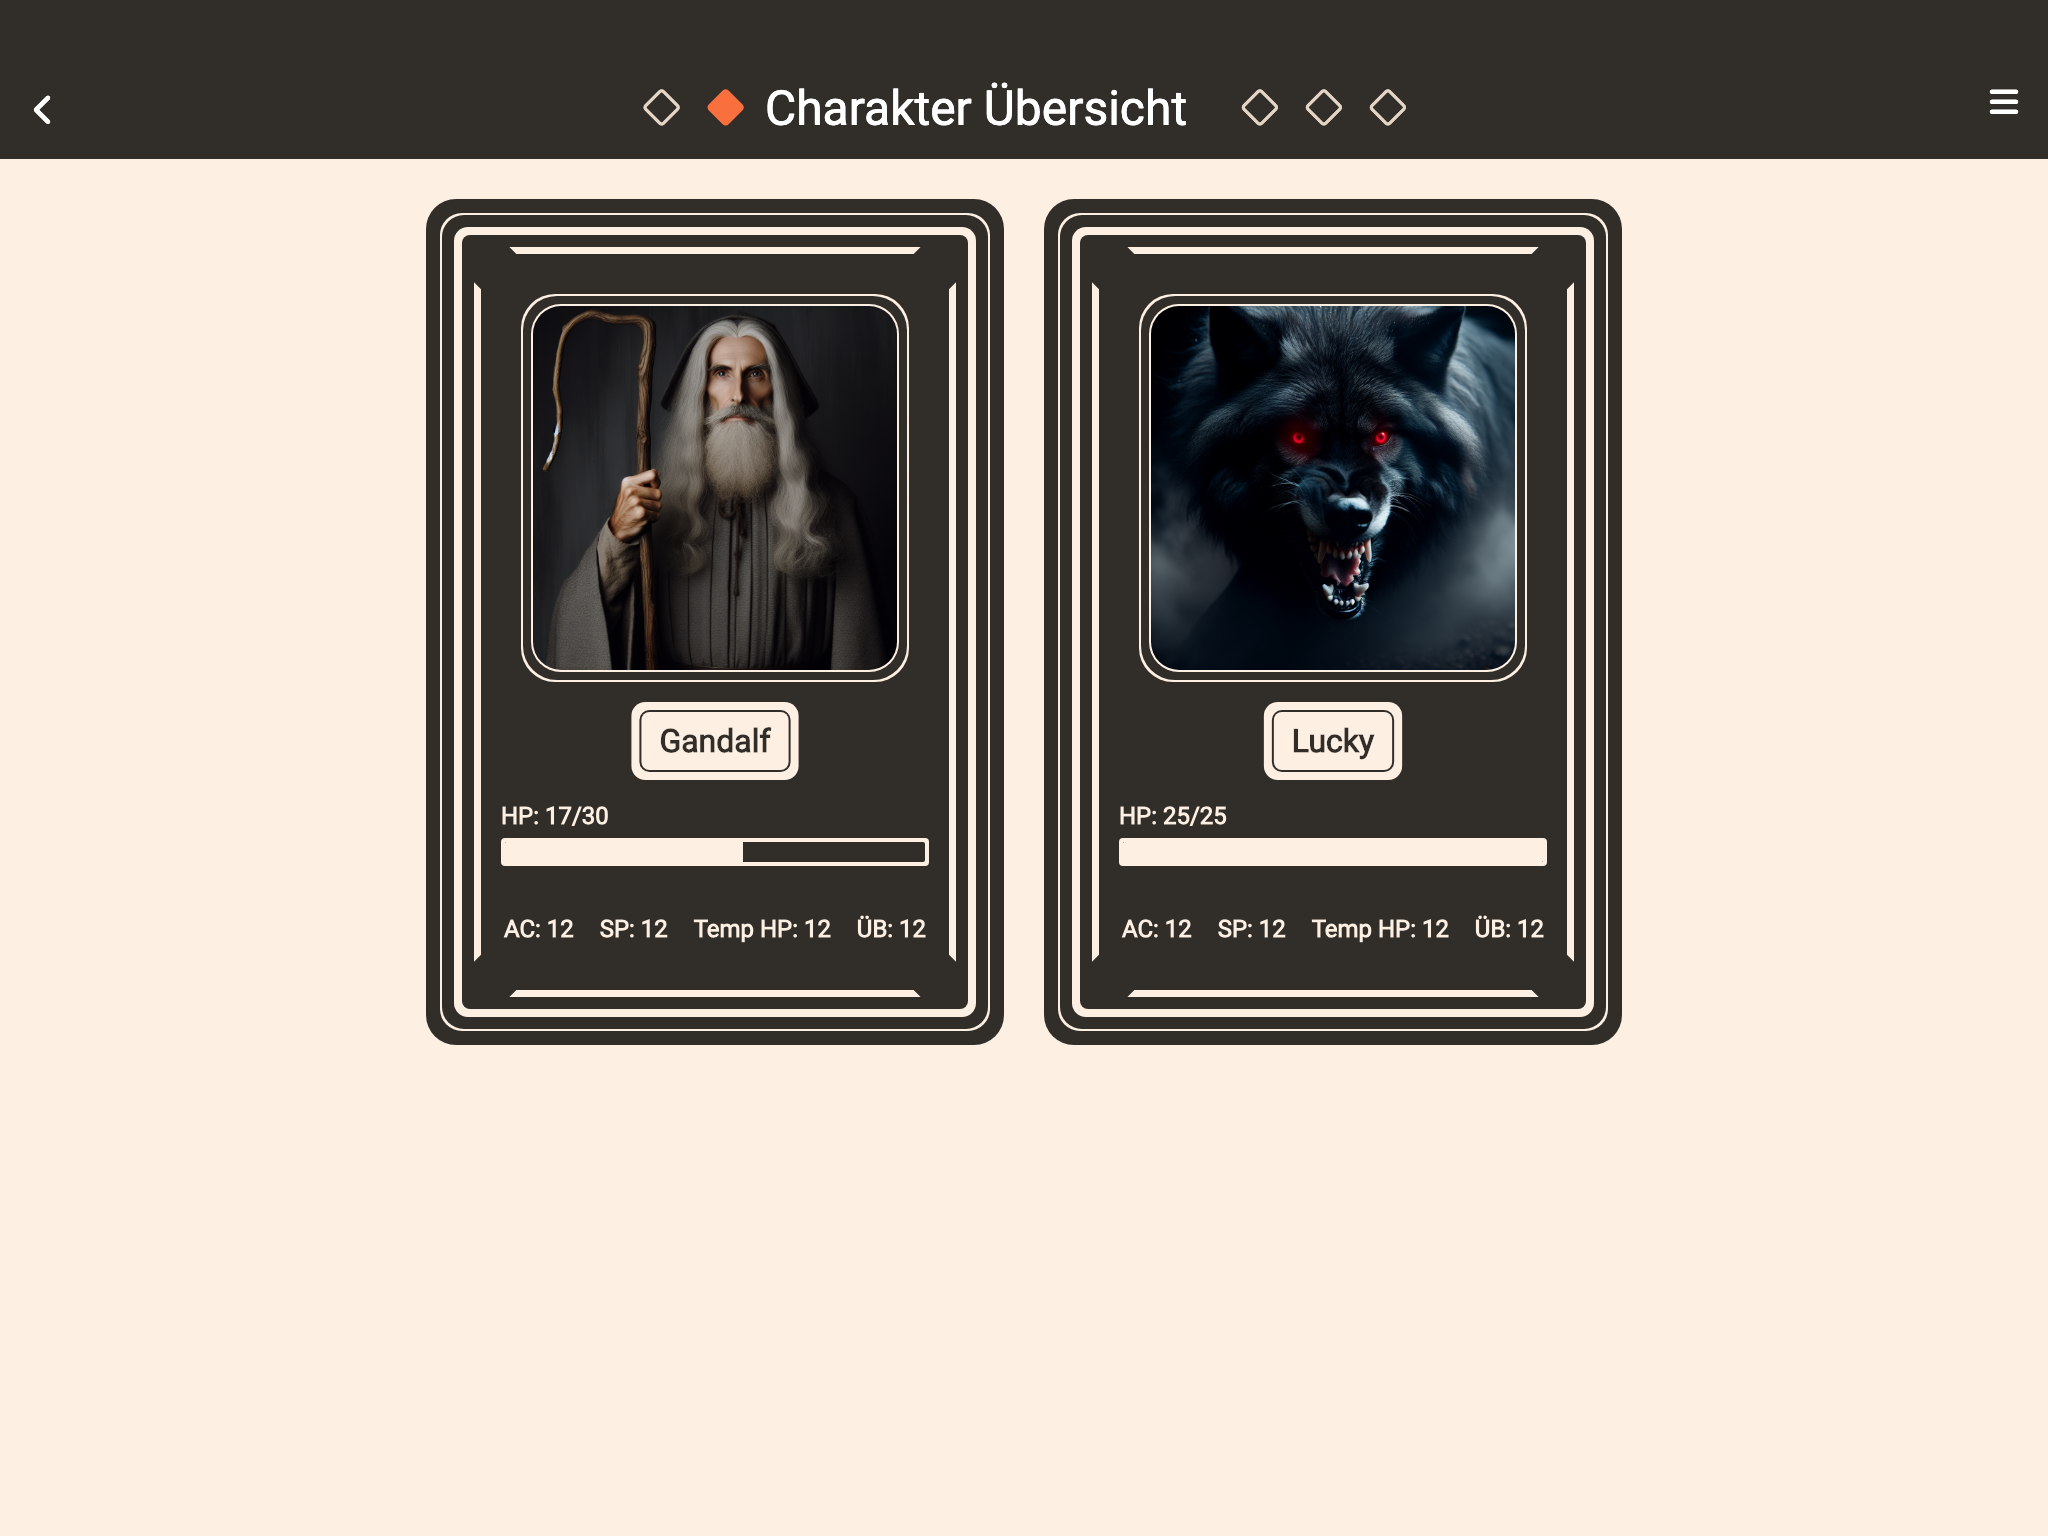 Charakter Übersicht
Gandalf
HP: 17/30
AC: 12 SP: 12 Temp HP: 12 ÜB: 12
Lucky
HP: 25/25
AC: 12 SP: 12 Temp HP: 12 ÜB: 12